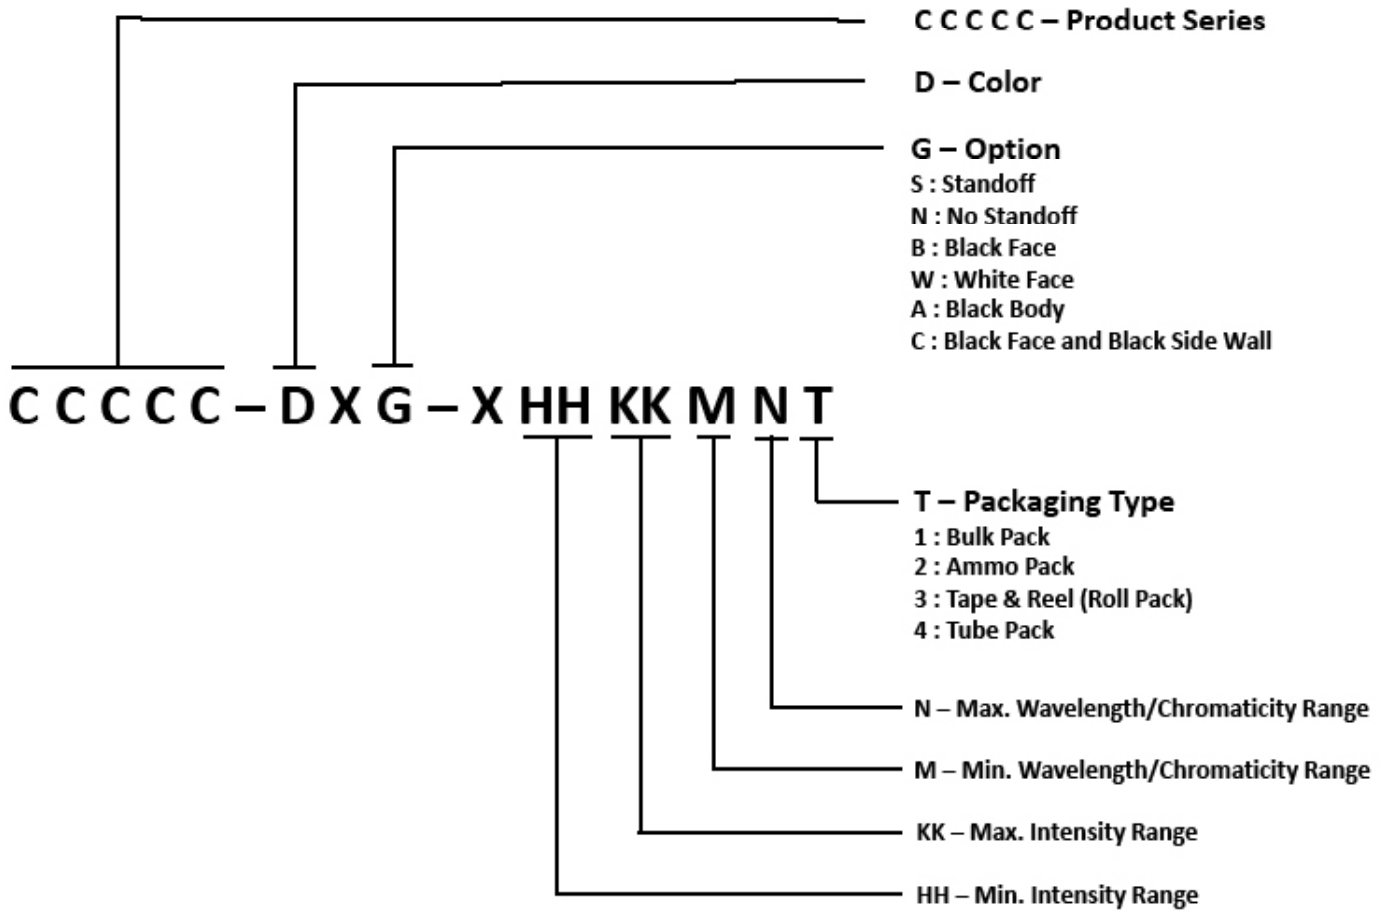 C C C C C – Product Series
D – Color
G – Option
S : Standoff
N : No Standoff
B : Black Face
W : White Face
A : Black Body
C : Black Face and Black Side Wall
C C C C C – D X G – X HH KK M N T
T – Packaging Type
1 : Bulk Pack
2 : Ammo Pack
3 : Tape & Reel (Roll Pack)
4 : Tube Pack
N – Max. Wavelength/Chromaticity Range
M – Min. Wavelength/Chromaticity Range
KK – Max. Intensity Range
HH – Min. Intensity Range